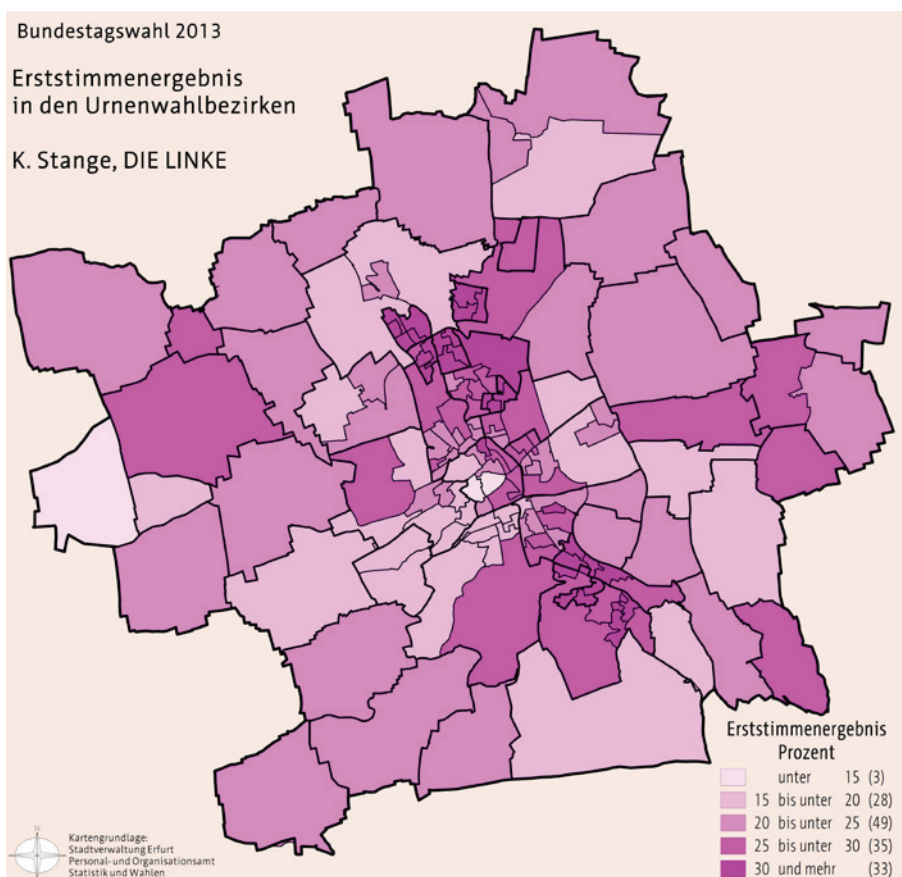 Bundestagswahl 2013
Erststimmenergebnis
in den Urnenwahlbezirken
K. Stange, DIE LINKE
Erststimmenergebnis
Prozent
unter 15 (3)
15 bis unter 20 (28)
20 bis unter 25 (49)
25 bis unter 30 (35)
30 und mehr (33)
N
Kartengrundlage:
Stadtverwaltung Erfurt
Personal- und Organisationsamt
Statistik und Wahlen